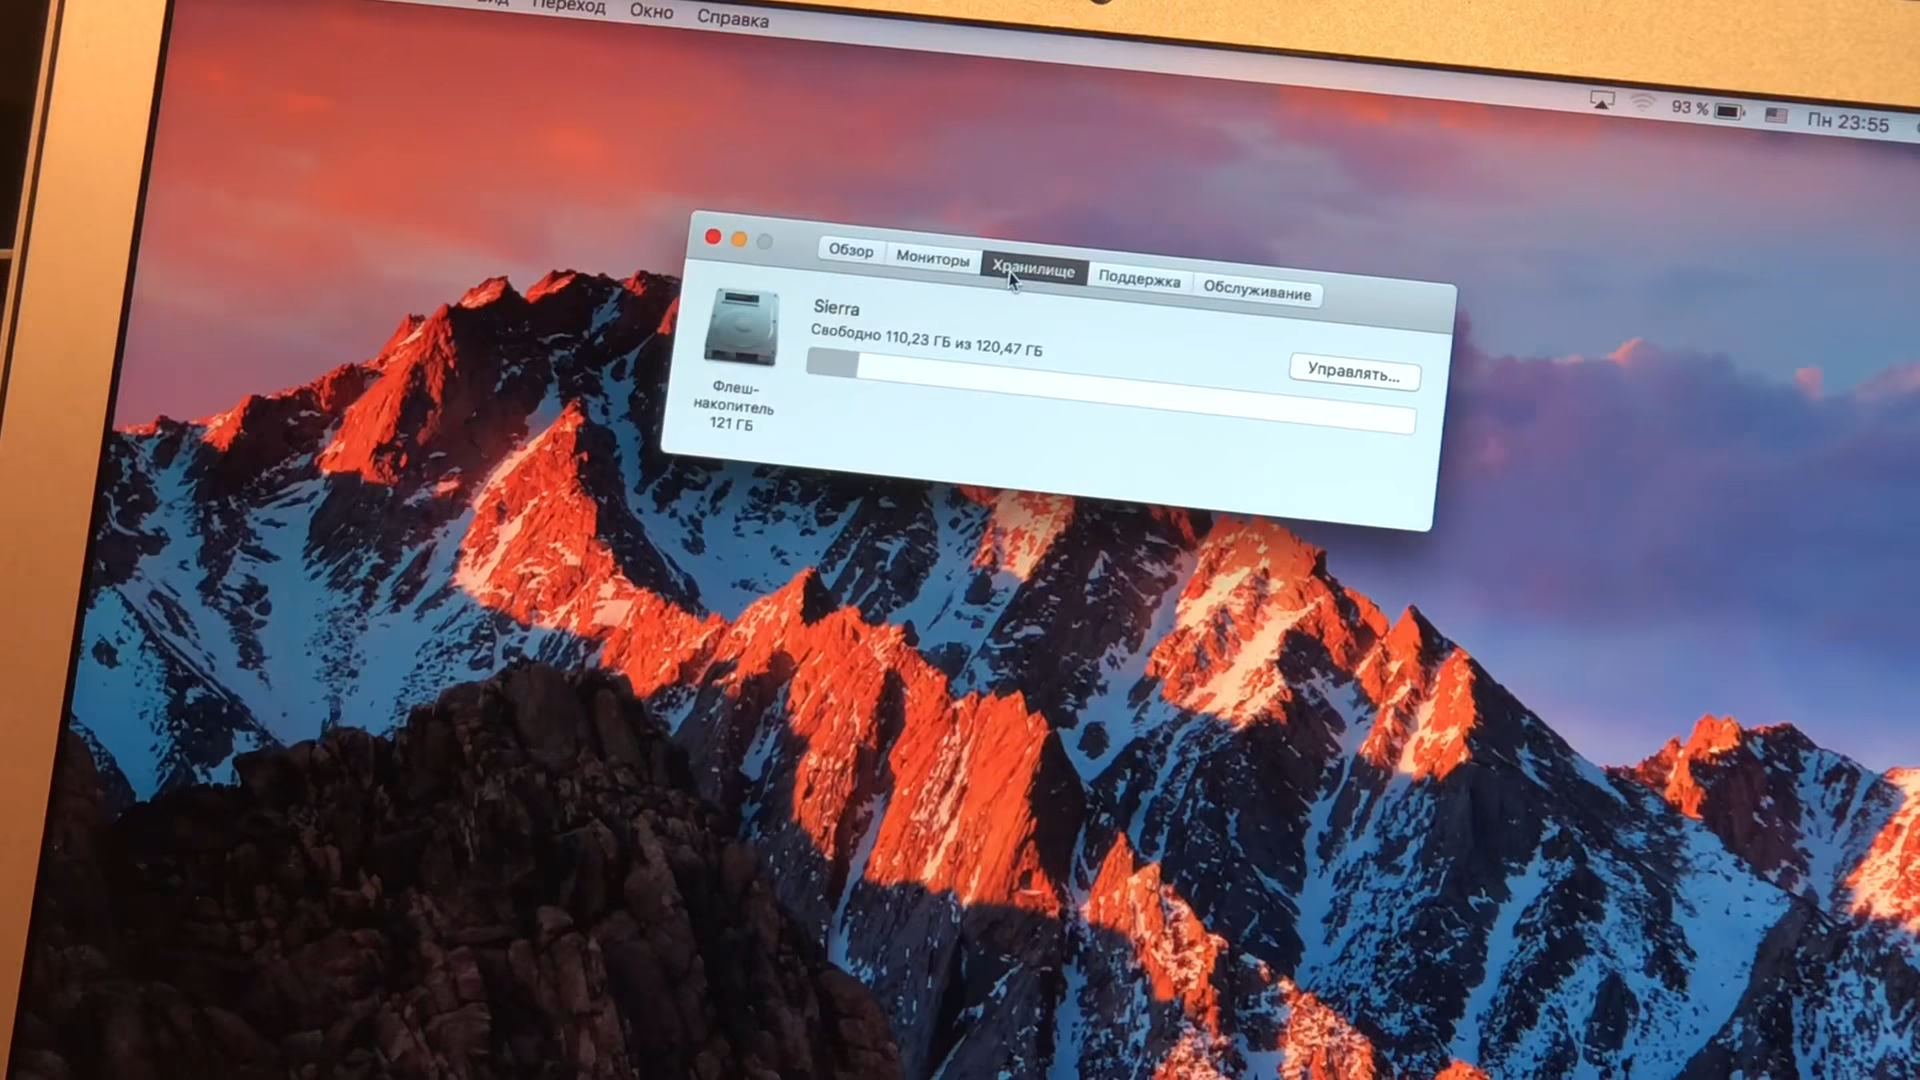 Переход Окно Справка
93 % Пн 23:55
Обзор Мониторы Хранилище Поддержка Обслуживание
Sierra
Свободно 110,23 ГБ из 120,47 ГБ
Управлять...
Флеш-
накопитель
121 ГБ